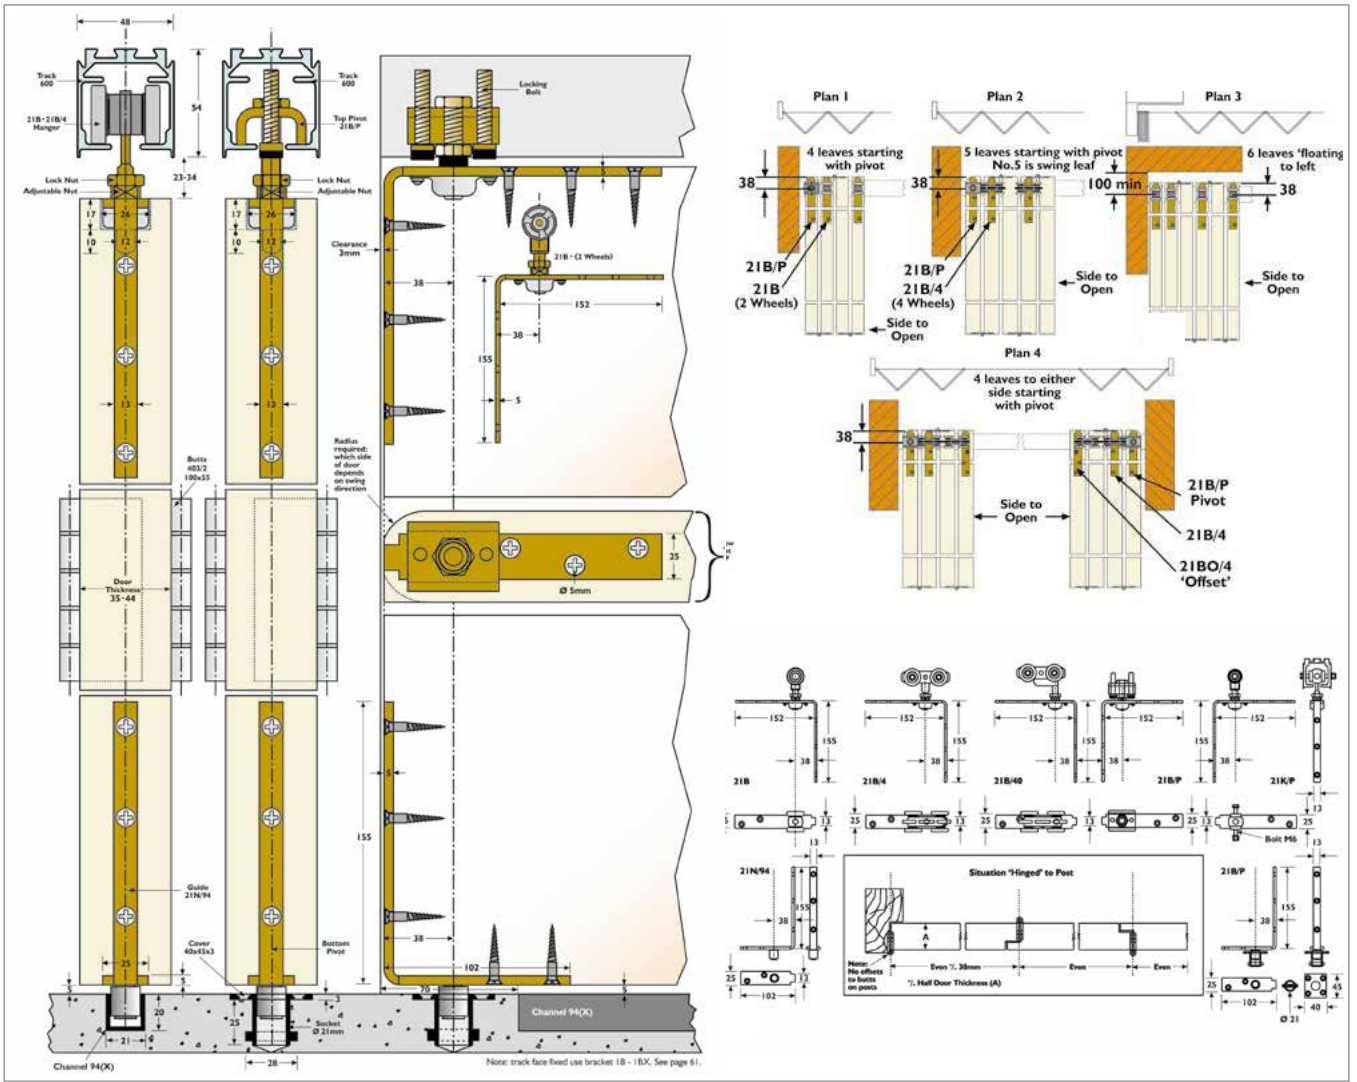 48
Track
600
54
21B-21B/4
Hanger
23-34
Lock Nut
Adjustable Nut
17
26
10
12
13
Track
600
Top Pivot
21B/P
Lock Nut
Adjustable Nut
17
26
10
12
13
Locking
Bolt
5
Clearance
3mm
38
21B - (2 Wheels)
152
38
155
5
Radius
required:
which side
of door
depends
on swing
direction
Butts
403/2
100x55
Door
Thickness
35-44
25
Ø 5mm
5
155
38
102
70
5
Guide
21N/94
Cover
40x45x3
Bottom
Pivot
25
5
5
20
21
3
25
Socket
Ø 21mm
28
Channel 94(X)
Channel 94(X)
Note: track face fixed use bracket 1B - 1BX. See page 61.
Plan 1
4 leaves starting
with pivot
38
21B/P
21B
(2 Wheels)
Side to
Open
Plan 2
5 leaves starting with pivot
No.5 is swing leaf
38
21B/P
21B/4
(4 Wheels)
Side to
Open
Plan 3
6 leaves 'floating
to left
100 min
38
Side to
Open
Plan 4
4 leaves to either
side starting
with pivot
38
Side to
Open
21B/P
Pivot
21B/4
21BO/4
'Offset'
152
155
38
21B
152
155
38
21B/4
152
155
38
21B/40
152
155
38
21B/P
152
155
38
21K/P
13
25
13
25
13
25
13
25
13
25
Bolt M6
13
21N/94
38
155
25
102
13
Situation 'Hinged' to Post
A
Note:
No offsets
to butts
on posts
Even ⁒ 38mm
Even
Even
⁒ Half Door Thickness (A)
13
21B/P
38
155
25
102
Ø 21
40
45